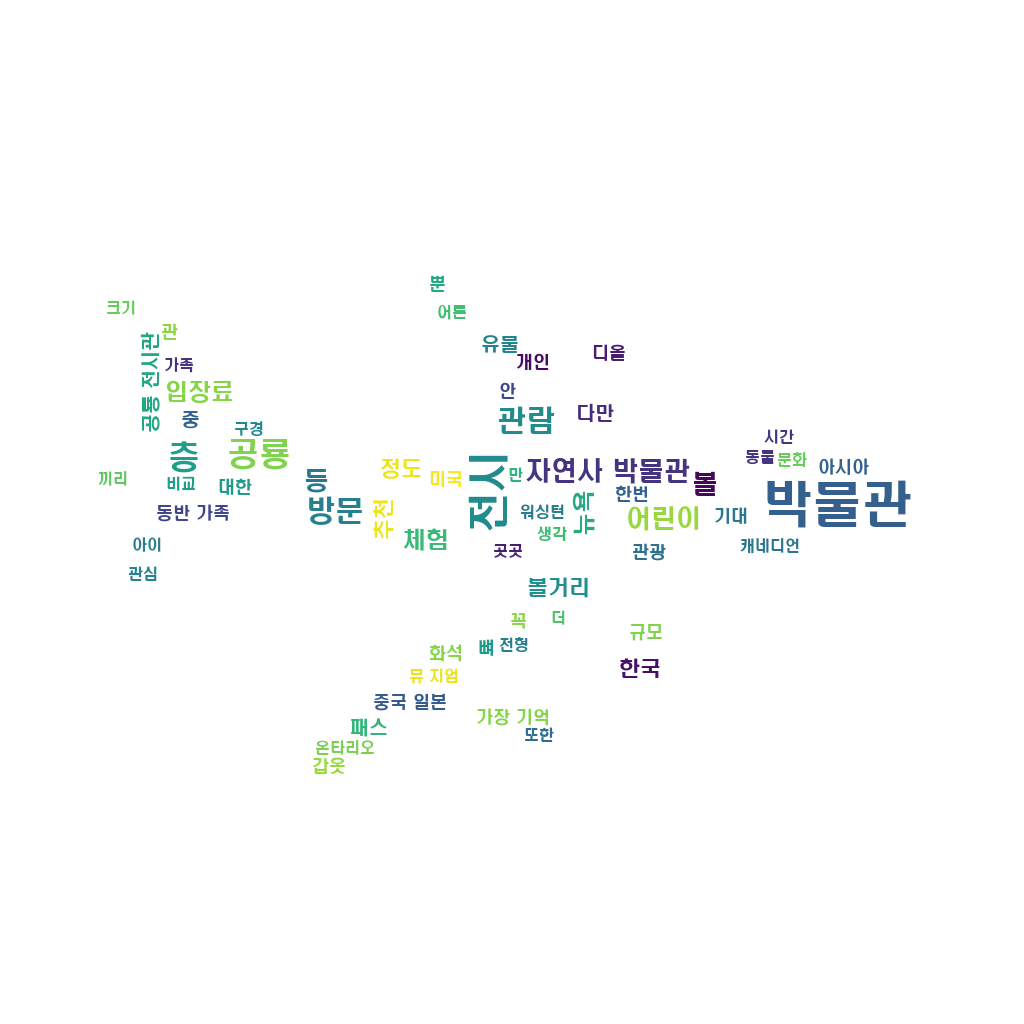 뿐
크기
어른
관
유물
공룡 전시관
디올
개인
가족
입장료
안
다만
중
관람
구경
시간
층
공룡
동물
문화
정도
아시아
자연사 박물관
끼리
비교
대한
등
미국
만
볼
전시
한번
박물관
동반 가족
방문
추천
워싱턴
뉴욕
어린이
기대
체험
생각
아이
곳곳
관광
캐네디언
관심
볼거리
꼭
더
규모
화석
뼈
전형
한국
뮤 지엄
중국 일본
가장 기억
패스
또한
온타리오
갑옷